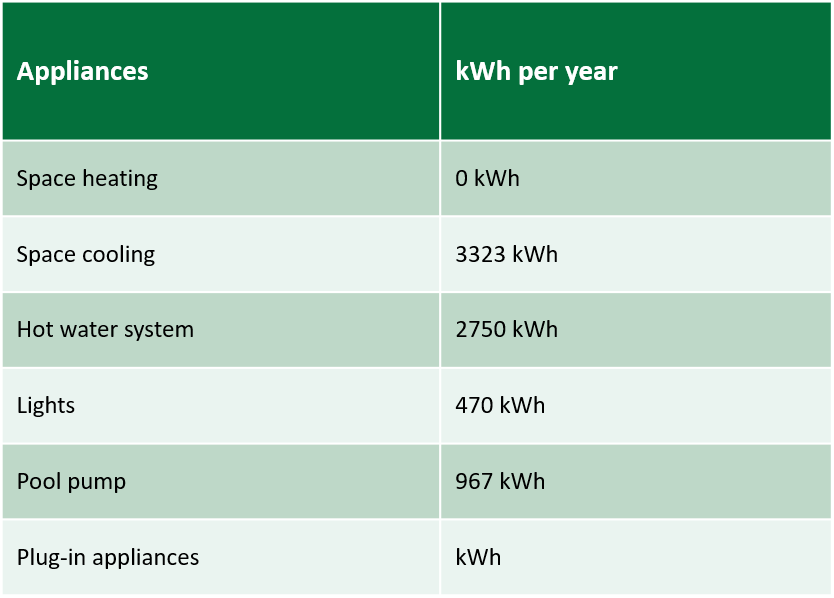 Appliances kWh per year
Space heating 0 kWh
Space cooling 3323 kWh
Hot water system 2750 kWh
Lights 470 kWh
Pool pump 967 kWh
Plug-in appliances kWh